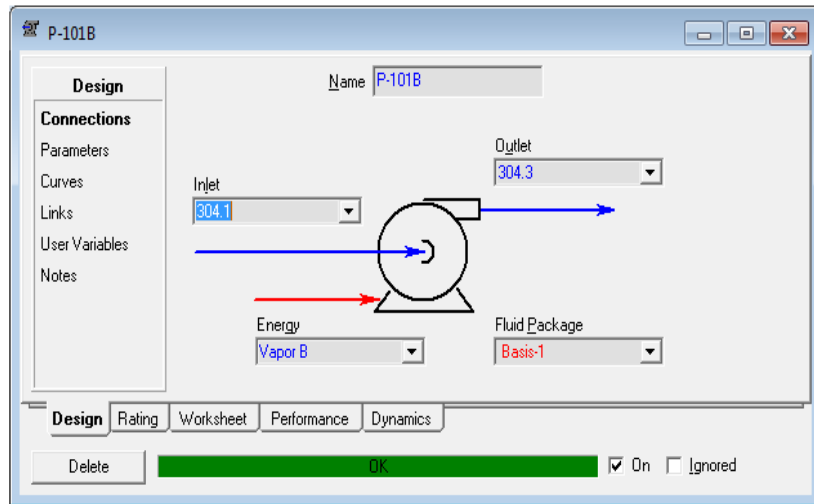 P-101B
Design
Connections
Parameters
Curves
Links
User Variables
Notes
Name P-101B
Inlet
304.1
Outlet
304.3
Energy
Vapor B
Fluid Package
Basis-1
Design Rating Worksheet Performance Dynamics
Delete OK On Ignored